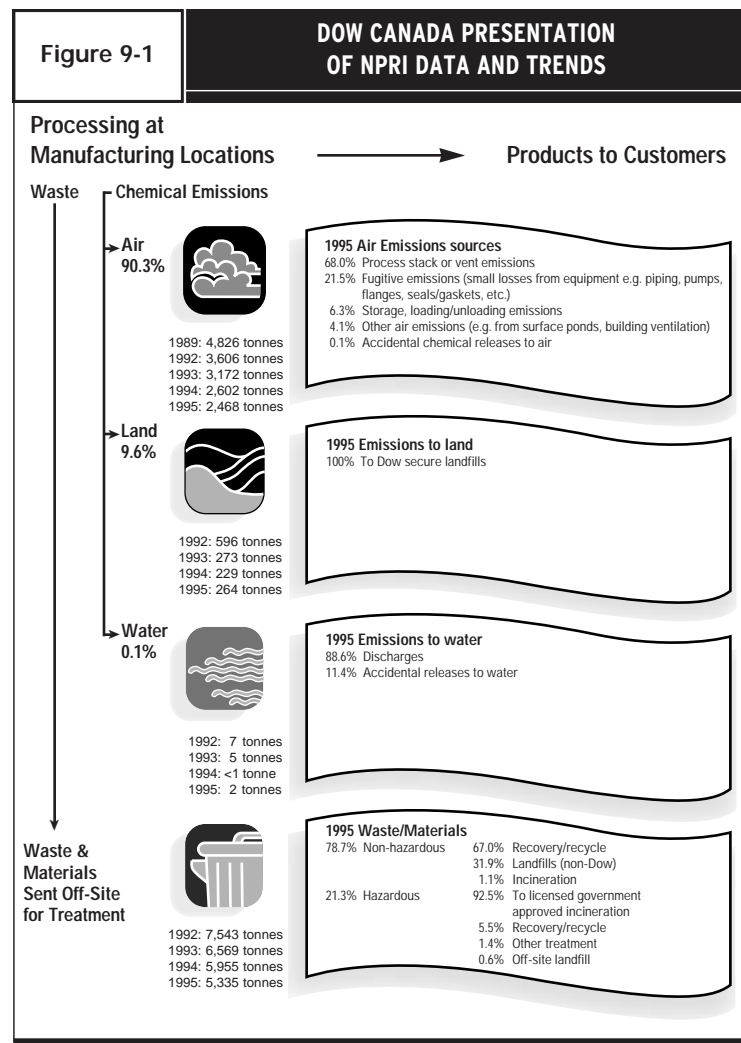 Figure 9-1
DOW CANADA PRESENTATION
OF NPRI DATA AND TRENDS
Processing at
Manufacturing Locations
Products to Customers
Waste
Chemical Emissions
Air
90.3%
1989: 4,826 tonnes
1992: 3,606 tonnes
1993: 3,172 tonnes
1994: 2,602 tonnes
1995: 2,468 tonnes
1995 Air Emissions sources
68.0% Process stack or vent emissions
21.5% Fugitive emissions (small losses from equipment e.g. piping, pumps,
flanges, seals/gaskets, etc.)
6.3% Storage, loading/unloading emissions
4.1% Other air emissions (e.g. from surface ponds, building ventilation)
0.1% Accidental chemical releases to air
Land
9.6%
1992: 596 tonnes
1993: 273 tonnes
1994: 229 tonnes
1995: 264 tonnes
1995 Emissions to land
100% To Dow secure landfills
Water
0.1%
1992: 7 tonnes
1993: 5 tonnes
1994: <1 tonne
1995: 2 tonnes
1995 Emissions to water
88.6% Discharges
11.4% Accidental releases to water
Waste &
Materials
Sent Off-Site
for Treatment
1992: 7,543 tonnes
1993: 6,569 tonnes
1994: 5,955 tonnes
1995: 5,335 tonnes
1995 Waste/Materials
78.7% Non-hazardous 67.0% Recovery/recycle
31.9% Landfills (non-Dow)
1.1% Incineration
21.3% Hazardous 92.5% To licensed government
approved incineration
5.5% Recovery/recycle
1.4% Other treatment
0.6% Off-site landfill